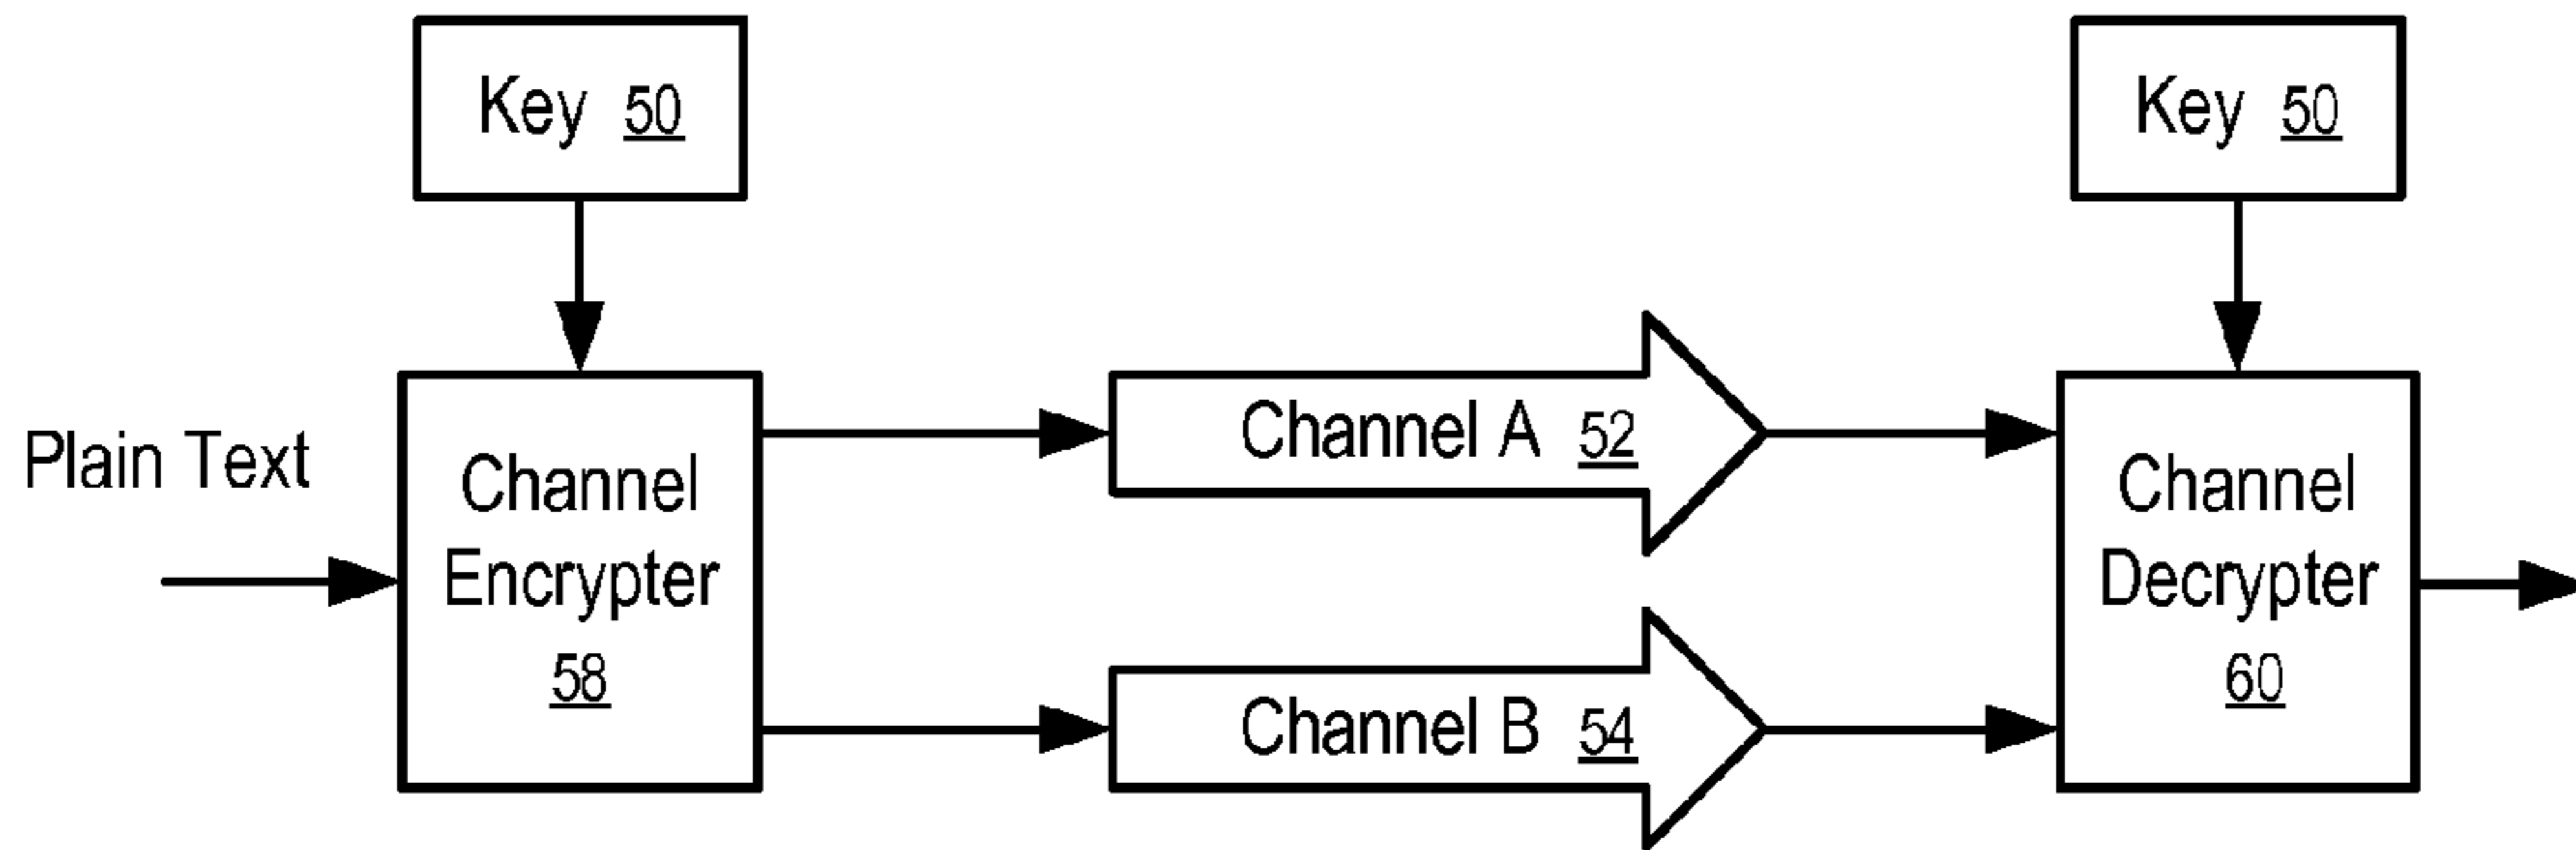 Key 50
Key 50
Plain Text
Channel
Encrypter
58
Channel A 52
Channel B 54
Channel
Decrypter
60